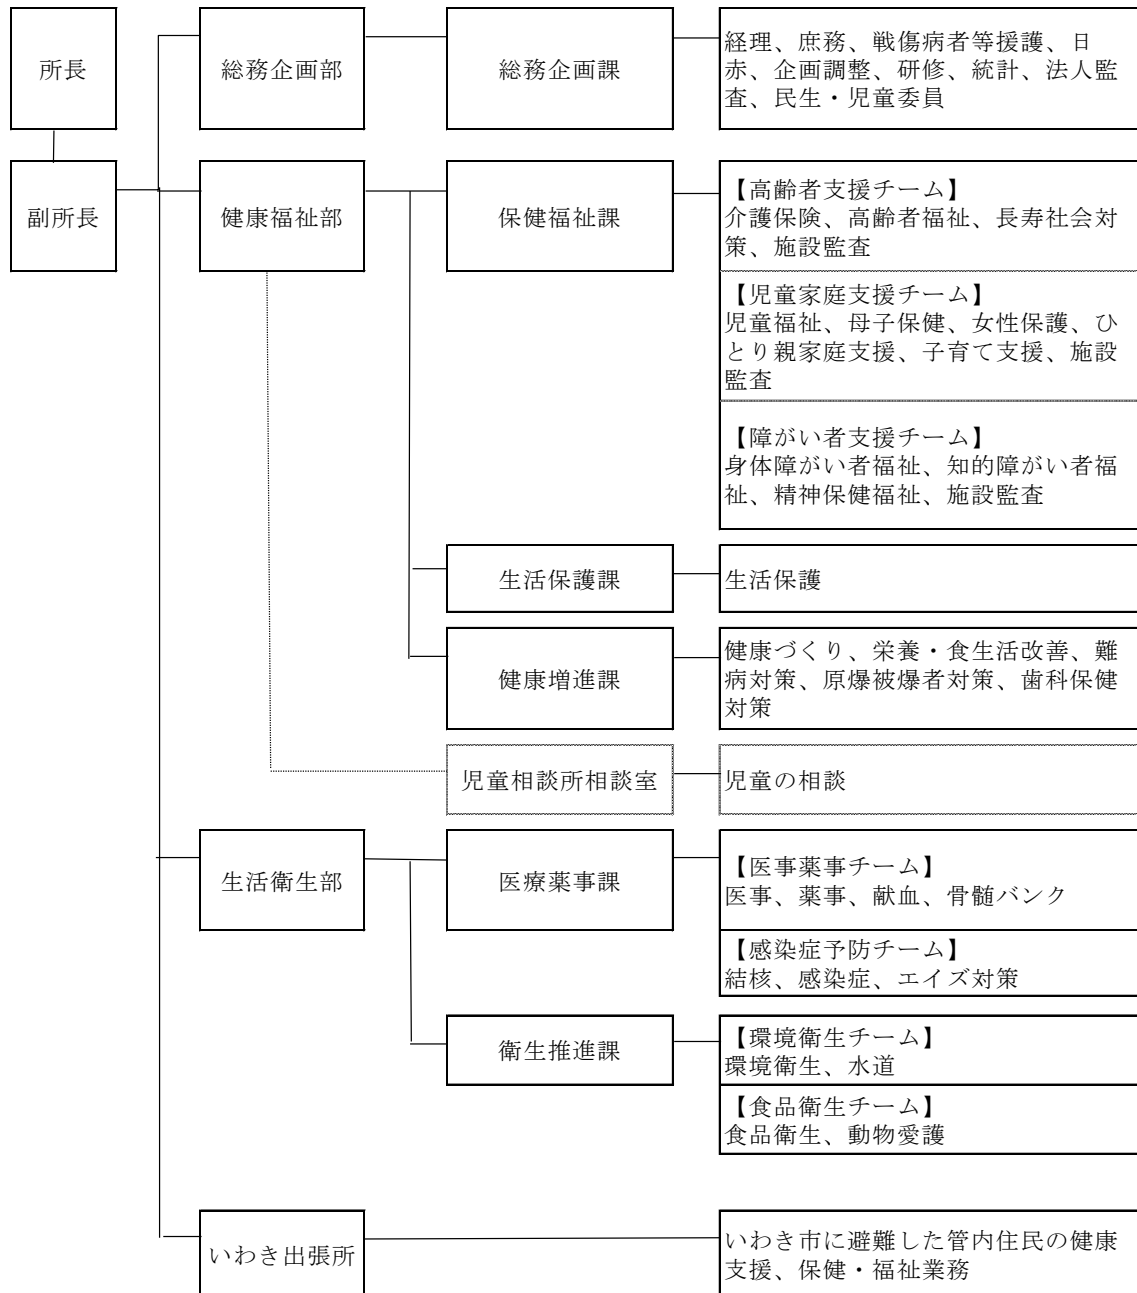 所長
総務企画部
総務企画課
経理、庶務、戦傷病者等援護、日
赤、企画調整、研修、統計、法人監
査、民生・児童委員
副所長
健康福祉部
保健福祉課
【高齢者支援チーム】
介護保険、高齢者福祉、長寿社会対
策、施設監査
【児童家庭支援チーム】
児童福祉、母子保健、女性保護、ひ
とり親家庭支援、子育て支援、施設
監査
【障がい者支援チーム】
身体障がい者福祉、知的障がい者福
祉、精神保健福祉、施設監査
生活保護課
生活保護
健康増進課
健康づくり、栄養・食生活改善、難
病対策、原爆被爆者対策、歯科保健
対策
児童相談所相談室
児童の相談
生活衛生部
医療薬事課
【医事薬事チーム】
医事、薬事、献血、骨髄バンク
【感染症予防チーム】
結核、感染症、エイズ対策
衛生推進課
【環境衛生チーム】
環境衛生、水道
【食品衛生チーム】
食品衛生、動物愛護
いわき出張所
いわき市に避難した管内住民の健康
支援、保健・福祉業務